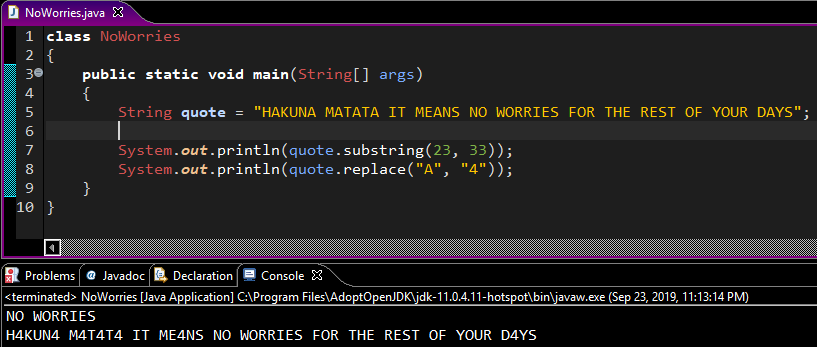 NoWorries.java
1 class NoWorries
2 {
3 public static void main(String[] args)
4 {
5 String quote = "HAKUNA MATATA IT MEANS NO WORRIES FOR THE REST OF YOUR DAYS";
6
7 System.out.println(quote.substring(23, 33));
8 System.out.println(quote.replace("A", "4"));
9 }
10 }
Problems @ Javadoc Declaration Console
<terminated> NoWorries [Java Application] C:\Program Files\AdoptOpenJDK\jdk-11.0.4.11-hotspot\bin\javaw.exe (Sep 23, 2019, 11:13:14 PM)
NO WORRIES
H4KUN4 M4T4T4 IT ME4NS NO WORRIES FOR THE REST OF YOUR D4YS